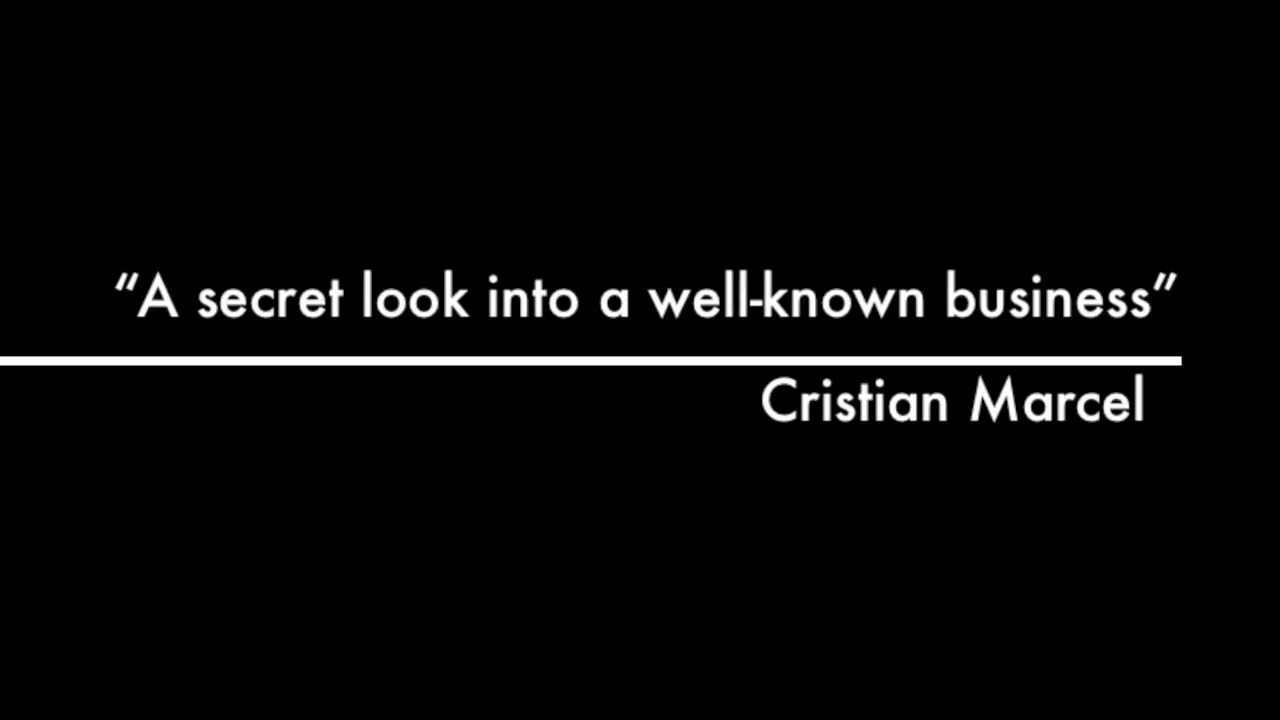 “A secret look into a well-known business”
Cristian Marcel